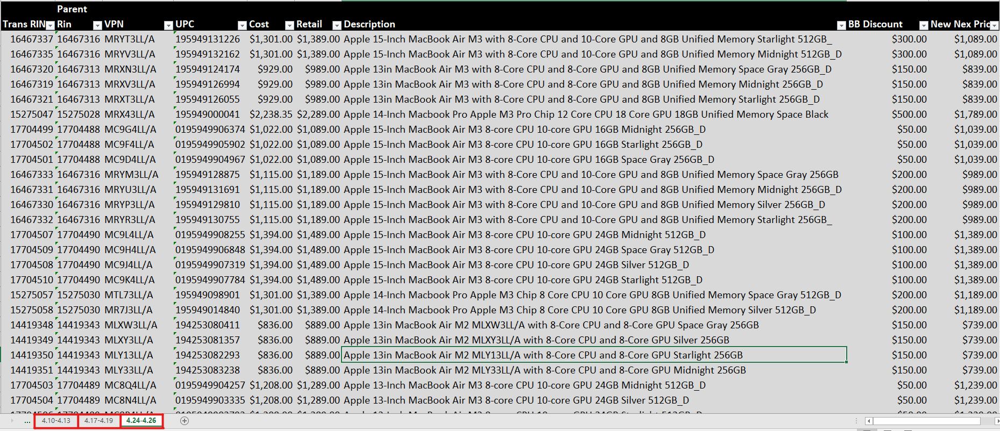 Parent
Trans RIN Rin VPN UPC Cost Retail Description BB Discount New Nex Pric
16467337 16467316 MRYT3LL/A 195949131226 $1,301.00 $1,389.00 Apple 15-Inch MacBook Air M3 with 8-Core CPU and 10-Core GPU and 8GB Unified Memory Starlight 512GB_ $300.00 $1,089.00
16467335 16467316 MRYV3LL/A 195949132162 $1,301.00 $1,389.00 Apple 15-Inch MacBook Air M3 with 8-Core CPU and 10-Core GPU and 8GB Unified Memory Midnight 512GB_D $300.00 $1,089.00
16467320 16467313 MRXN3LL/A 195949124174 $929.00 $989.00 Apple 13in MacBook Air M3 with 8-Core CPU and 8-Core GPU and 8GB Unified Memory Space Gray 256GB_D $150.00 $839.00
16467319 16467313 MRXV3LL/A 195949126994 $929.00 $989.00 Apple 13in MacBook Air M3 with 8-Core CPU and 8-Core GPU and 8GB Unified Memory Midnight 256GB_D $150.00 $839.00
16467321 16467313 MRXT3LL/A 195949126055 $929.00 $989.00 Apple 13in MacBook Air M3 with 8-Core CPU and 8-Core GPU and 8GB Unified Memory Starlight 256GB_D $150.00 $839.00
15275047 15275028 MRX43LL/A 195949000041 $2,238.35 $2,289.00 Apple 14-Inch Macbook Pro Apple M3 Pro Chip 12 Core CPU 18 Core GPU 18GB Unified Memory Space Black $500.00 $1,789.00
17704499 17704488 MC9G4LL/A 0195949906374 $1,022.00 $1,089.00 Apple 15-Inch MacBook Air M3 8-core CPU 10-core GPU 16GB Midnight 256GB_D $50.00 $1,039.00
17704502 17704488 MC9F4LL/A 0195949905902 $1,022.00 $1,089.00 Apple 15-Inch MacBook Air M3 8-core CPU 10-core GPU 16GB Starlight 256GB_D $50.00 $1,039.00
17704501 17704488 MC9D4LL/A 0195949904967 $1,022.00 $1,089.00 Apple 15-Inch MacBook Air M3 8-core CPU 10-core GPU 16GB Space Gray 256GB_D $50.00 $1,039.00
16467333 16467316 MRYM3LL/A 195949128875 $1,115.00 $1,189.00 Apple 15-Inch MacBook Air M3 with 8-Core CPU and 10-Core GPU and 8GB Unified Memory Space Gray 256GB $200.00 $989.00
16467331 16467316 MRYU3LL/A 195949131691 $1,115.00 $1,189.00 Apple 15-Inch MacBook Air M3 with 8-Core CPU and 10-Core GPU and 8GB Unified Memory Midnight 256GB_D $200.00 $989.00
16467330 16467316 MRYP3LL/A 195949129810 $1,115.00 $1,189.00 Apple 15-Inch MacBook Air M3 with 8-Core CPU and 10-Core GPU and 8GB Unified Memory Silver 256GB_D $200.00 $989.00
16467332 16467316 MRYR3LL/A 195949130755 $1,115.00 $1,189.00 Apple 15-Inch MacBook Air M3 with 8-Core CPU and 10-Core GPU and 8GB Unified Memory Starlight 256GB_ $200.00 $989.00
17704507 17704490 MC9L4LL/A 0195949908255 $1,394.00 $1,489.00 Apple 15-Inch MacBook Air M3 8-core CPU 10-core GPU 24GB Midnight 512GB_D $100.00 $1,389.00
17704509 17704490 MC9H4LL/A 0195949906848 $1,394.00 $1,489.00 Apple 15-Inch MacBook Air M3 8-core CPU 10-core GPU 24GB Space Gray 512GB_D $100.00 $1,389.00
17704508 17704490 MC9J4LL/A 0195949907319 $1,394.00 $1,489.00 Apple 15-Inch MacBook Air M3 8-core CPU 10-core GPU 24GB Silver 512GB_D $100.00 $1,389.00
17704510 17704490 MC9K4LL/A 0195949907784 $1,394.00 $1,489.00 Apple 15-Inch MacBook Air M3 8-core CPU 10-core GPU 24GB Starlight 512GB_D $100.00 $1,389.00
15275057 15275030 MTL73LL/A 195949098901 $1,301.00 $1,389.00 Apple 14-Inch Macbook Pro Apple M3 Chip 8 Core CPU 10 Core GPU 8GB Unified Memory Space Gray 512GB_D $200.00 $1,189.00
15275058 15275030 MR7J3LL/A 195949014840 $1,301.00 $1,389.00 Apple 14-Inch Macbook Pro Apple M3 Chip 8 Core CPU 10 Core GPU 8GB Unified Memory Silver 512GB_D $200.00 $1,189.00
14419348 14419343 MLXW3LL/A 194253080411 $836.00 $889.00 Apple 13in MacBook Air M2 MLXW3LL/A with 8-Core CPU and 8-Core GPU Space Gray 256GB $150.00 $739.00
14419349 14419343 MLXY3LL/A 194253081357 $836.00 $889.00 Apple 13in MacBook Air M2 MLXY3LL/A with 8-Core CPU and 8-Core GPU Silver 256GB $150.00 $739.00
14419350 14419343 MLY13LL/A 194253082293 $836.00 $889.00 Apple 13in MacBook Air M2 MLY13LL/A with 8-Core CPU and 8-Core GPU Starlight 256GB $150.00 $739.00
14419351 14419343 MLY33LL/A 194253083238 $836.00 $889.00 Apple 13in MacBook Air M2 MLY33LL/A with 8-Core CPU and 8-Core GPU Midnight 256GB $150.00 $739.00
17704503 17704489 MC8Q4LL/A 0195949904257 $1,208.00 $1,289.00 Apple 13-Inch MacBook Air M3 8-core CPU 10-core GPU 24GB Midnight 512GB_D $50.00 $1,239.00
17704504 17704489 MC8N4LL/A 0195949903335 $1,208.00 $1,289.00 Apple 13-Inch MacBook Air M3 8-core CPU 10-core GPU 24GB Silver 512GB_D $50.00 $1,239.00
... 4.10-4.13 4.17-4.19 4.24-4.26